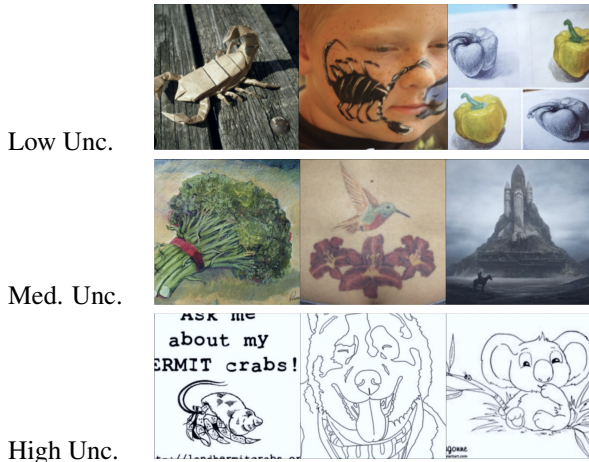 Low Unc.
Med. Unc.
Ask me
about my
ERMIT crabs!
High Unc.